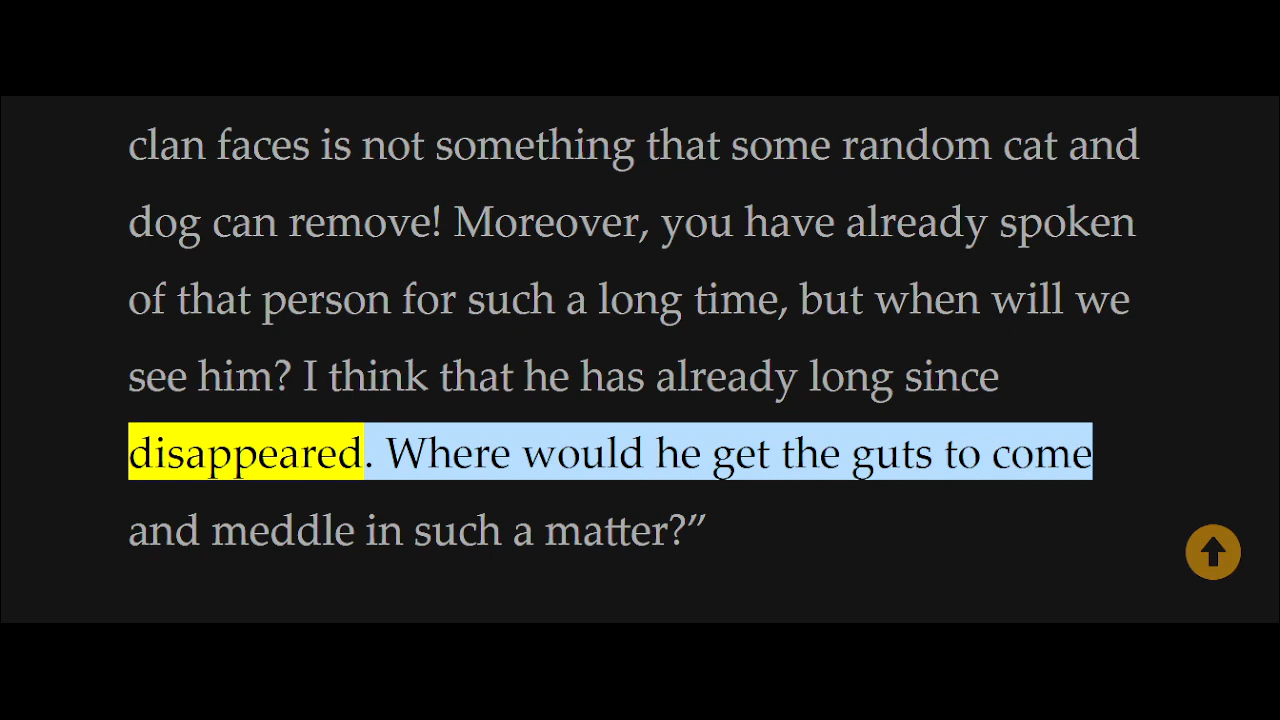 clan faces is not something that some random cat and
dog can remove! Moreover, you have already spoken
of that person for such a long time, but when will we
see him? I think that he has already long since
disappeared. Where would he get the guts to come
and meddle in such a matter?”